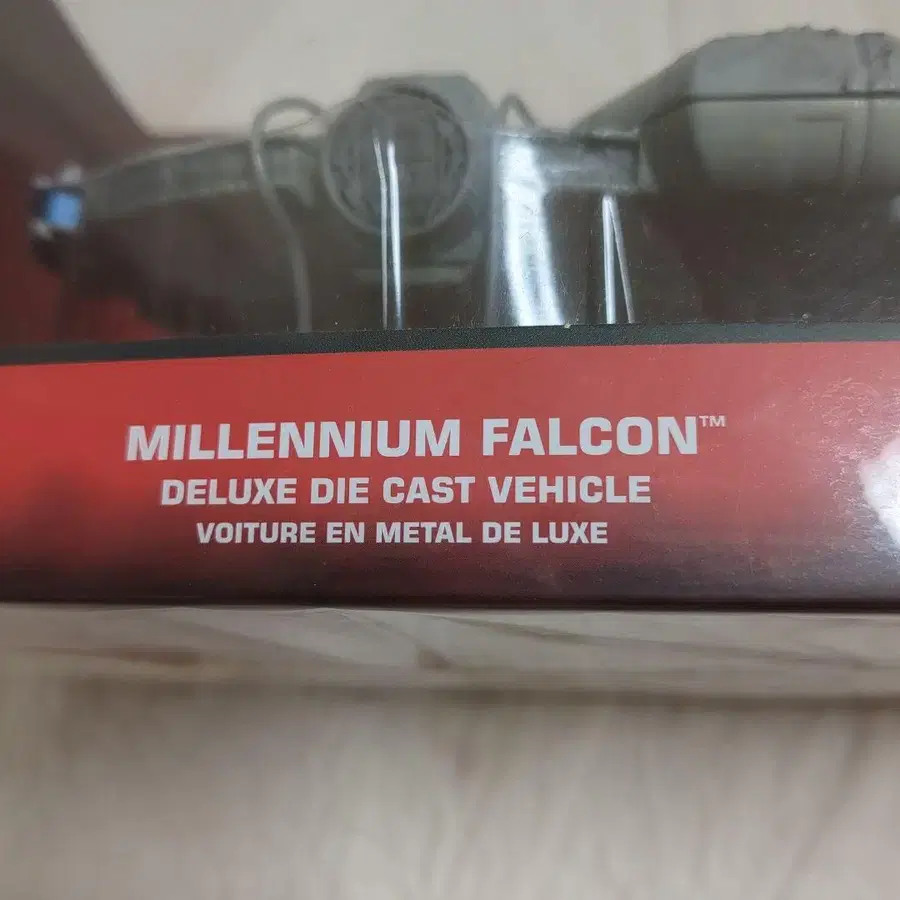 MILLENNIUM FALCON™
DELUXE DIE CAST VEHICLE
VOITURE EN METAL DE LUXE